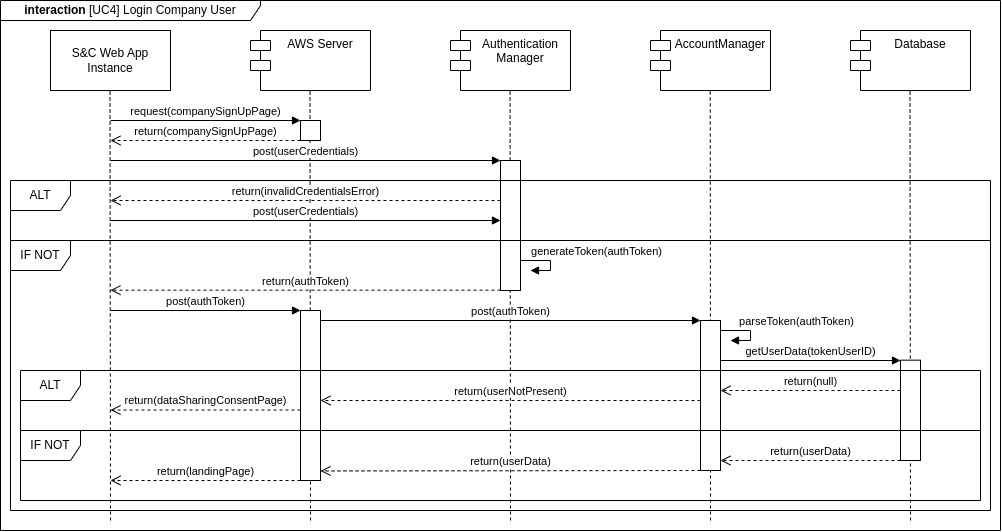 interaction [UC4] Login Company User
S&C Web App
Instance
AWS Server
Authentication
Manager
AccountManager
Database
request(companySignUpPage)
return(companySignUpPage)
post(userCredentials)
ALT
return(invalidCredentialsError)
post(userCredentials)
IF NOT
generateToken(authToken)
return(authToken)
post(authToken)
post(authToken)
parseToken(authToken)
getUserData(tokenUserID)
ALT
return(null)
return(userNotPresent)
return(dataSharingConsentPage)
IF NOT
return(userData)
return(userData)
return(landingPage)